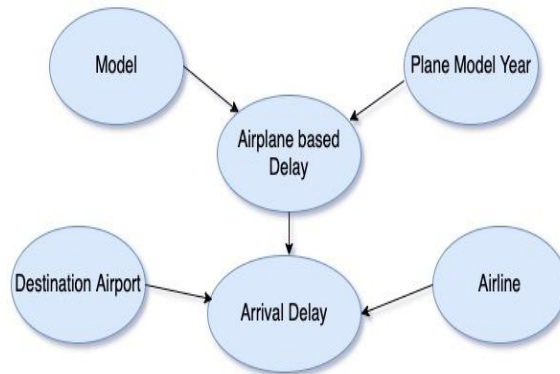 Model
Plane Model Year
Airplane based
Delay
Destination Airport
Arrival Delay
Airline